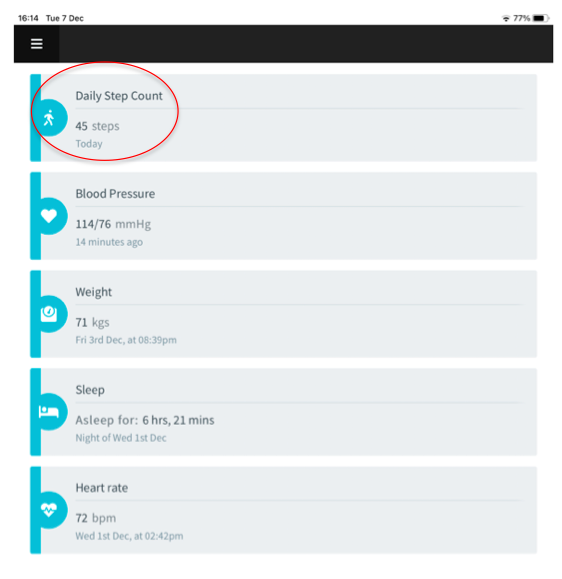 16:14 Tue 7 Dec 77%
Daily Step Count
45 steps
Today
Blood Pressure
114/76 mmHg
14 minutes ago
Weight
71 kgs
Fri 3rd Dec, at 08:39pm
Sleep
Asleep for: 6 hrs, 21 mins
Night of Wed 1st Dec
Heart rate
72 bpm
Wed 1st Dec, at 02:42pm